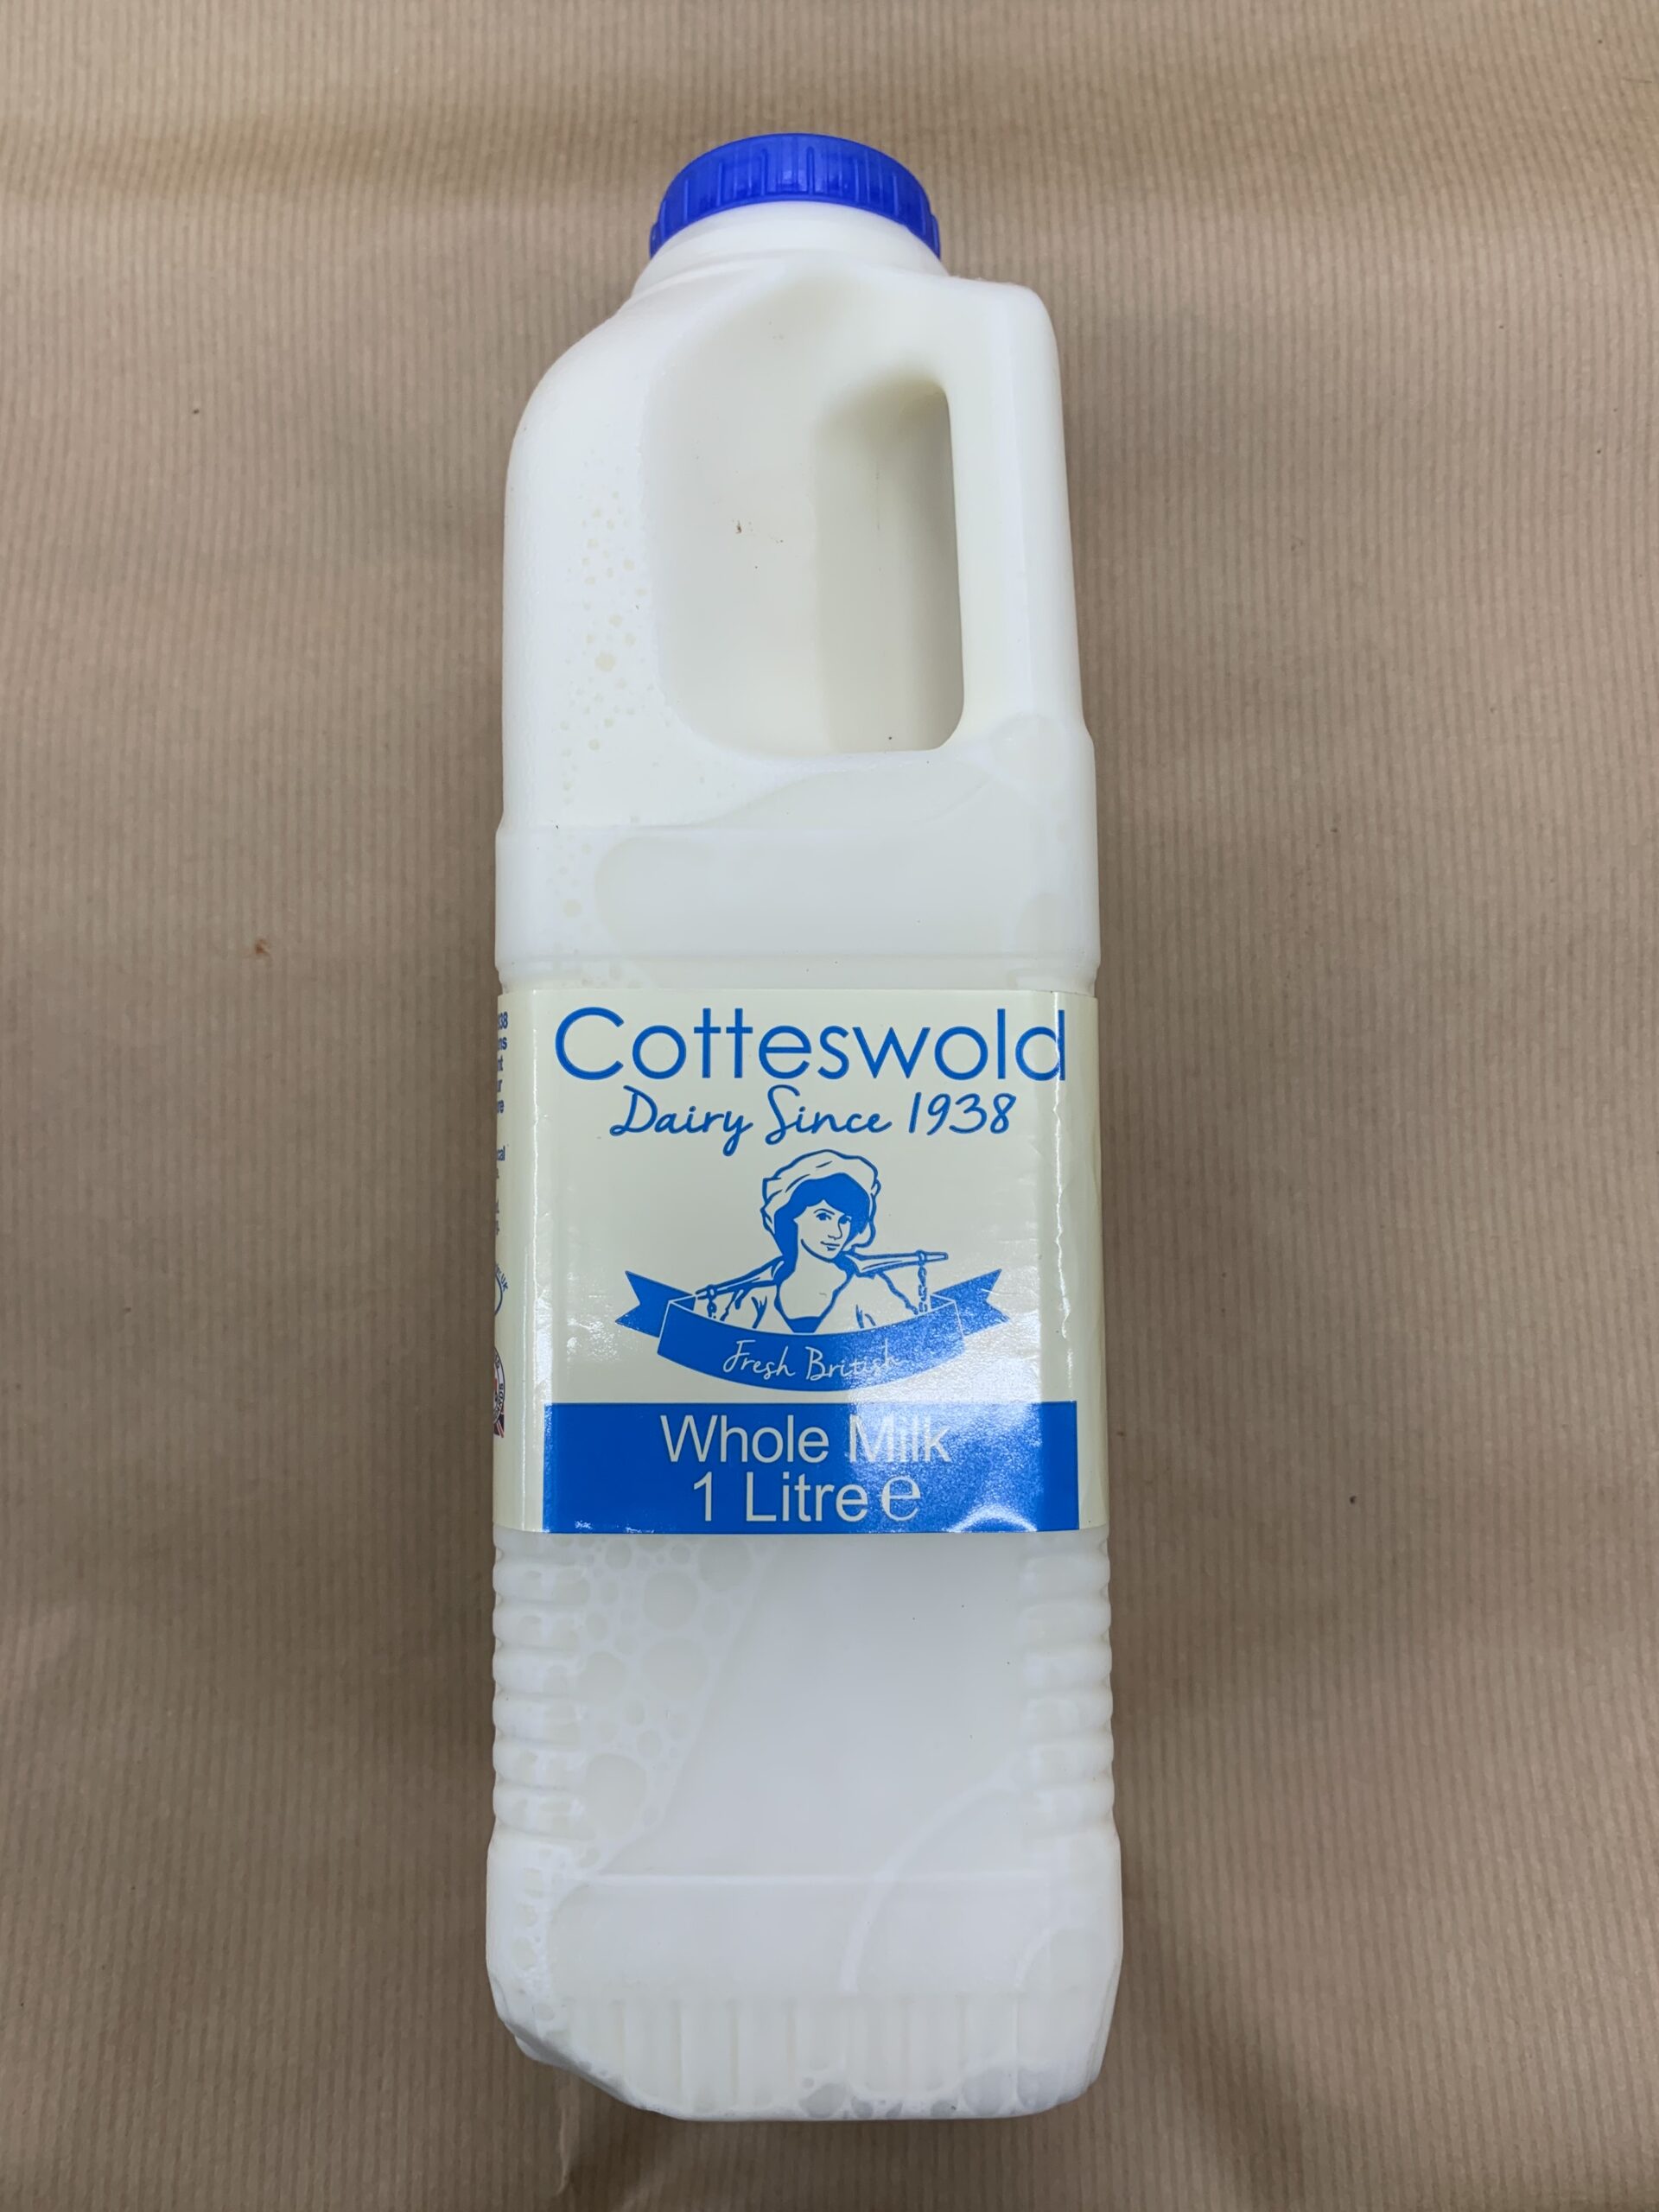 Cotteswold
Dairy Since 1938
Fresh British
Whole Milk
1 Litre ℮